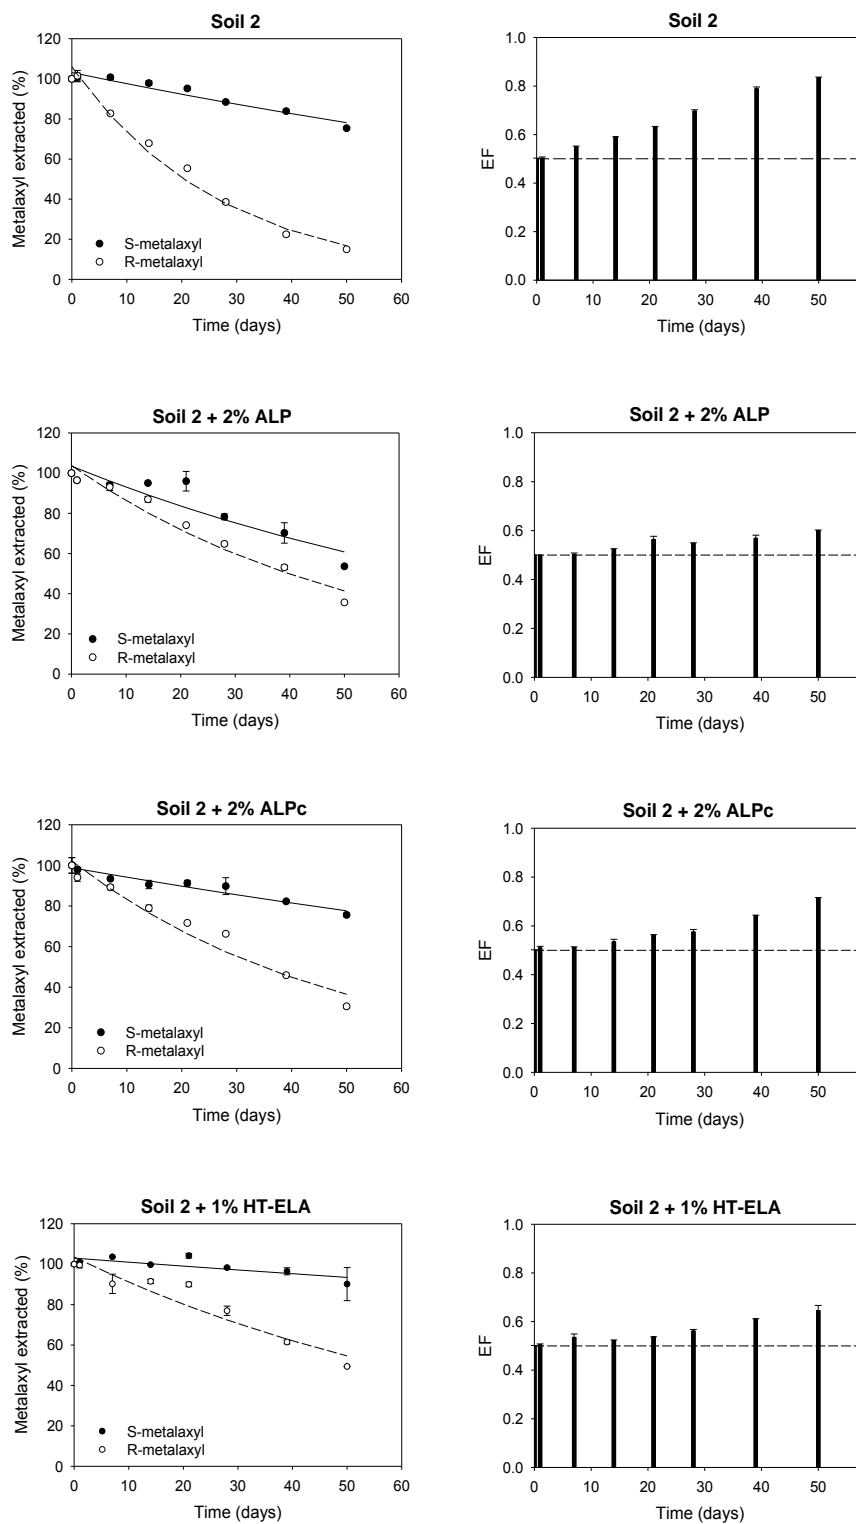 Soil 2
Metalaxyl extracted (%)
120
100
80
60
40
20
0
S-metalaxyl
R-metalaxyl
0 10 20 30 40 50 60
Time (days)
Soil 2
EF
1.0
0.8
0.6
0.4
0.2
0.0
0 10 20 30 40 50
Time (days)
Soil 2 + 2% ALP
Metalaxyl extracted (%)
120
100
80
60
40
20
0
S-metalaxyl
R-metalaxyl
0 10 20 30 40 50 60
Time (days)
Soil 2 + 2% ALP
EF
1.0
0.8
0.6
0.4
0.2
0.0
0 10 20 30 40 50
Time (days)
Soil 2 + 2% ALPc
Metalaxyl extracted (%)
120
100
80
60
40
20
0
S-metalaxyl
R-metalaxyl
0 10 20 30 40 50 60
Time (days)
Soil 2 + 2% ALPc
EF
1.0
0.8
0.6
0.4
0.2
0.0
0 10 20 30 40 50
Time (days)
Soil 2 + 1% HT-ELA
Metalaxyl extracted (%)
120
100
80
60
40
20
0
S-metalaxyl
R-metalaxyl
0 10 20 30 40 50 60
Time (days)
Soil 2 + 1% HT-ELA
EF
1.0
0.8
0.6
0.4
0.2
0.0
0 10 20 30 40 50
Time (days)